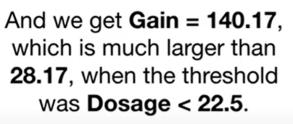 And we get Gain = 140.17,
which is much larger than
28.17, when the threshold
was Dosage < 22.5.